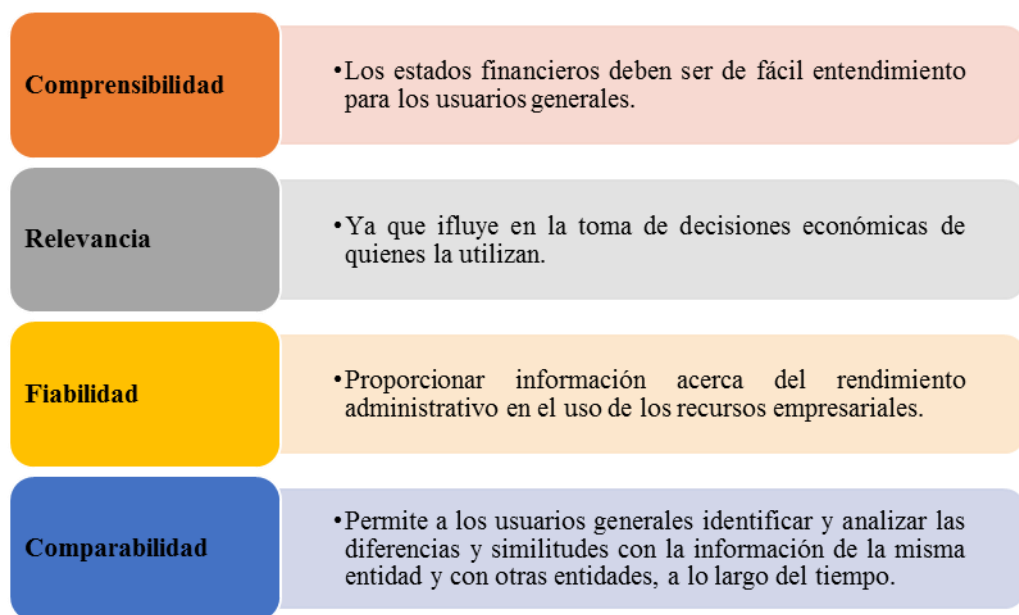 Comprensibilidad
•Los estados financieros deben ser de fácil entendimiento
para los usuarios generales.
Relevancia
•Ya que ifluye en la toma de decisiones económicas de
quienes la utilizan.
Fiabilidad
•Proporcionar información acerca del rendimiento
administrativo en el uso de los recursos empresariales.
Comparabilidad
•Permite a los usuarios generales identificar y analizar las
diferencias y similitudes con la información de la misma
entidad y con otras entidades, a lo largo del tiempo.